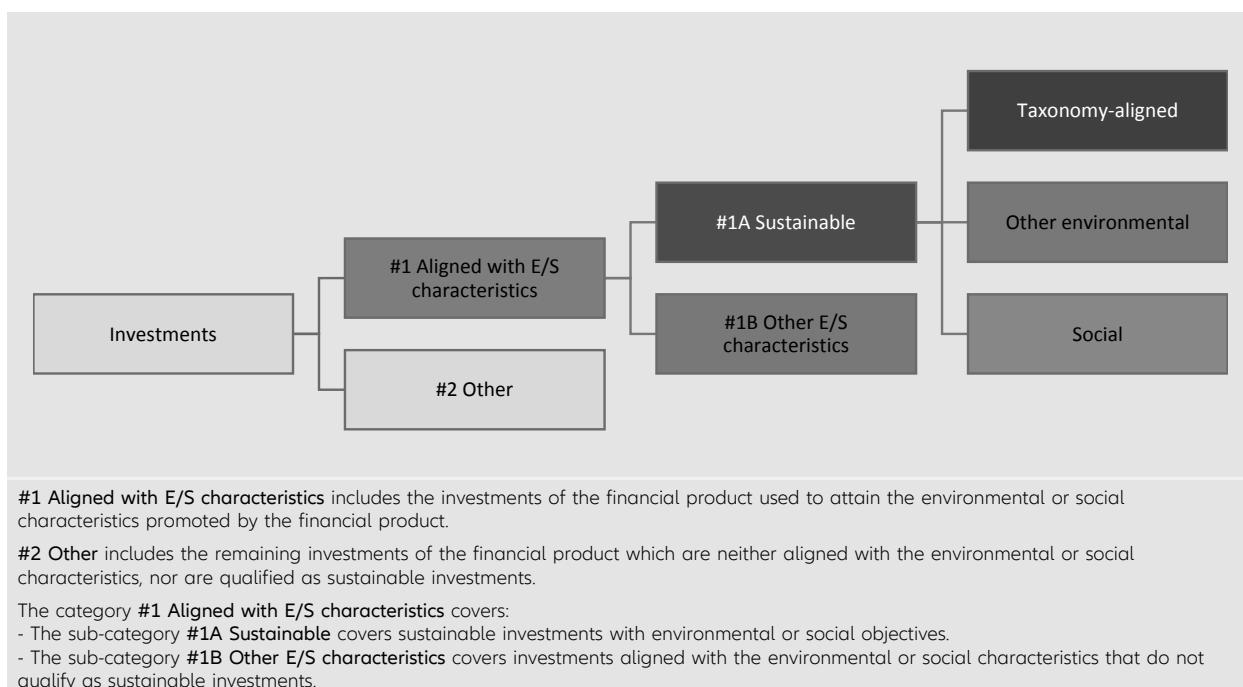 Taxonomy-aligned
#1A Sustainable
Other environmental
#1 Aligned with E/S
characteristics
#1B Other E/S
characteristics
Social
Investments
#2 Other
#1 Aligned with E/S characteristics includes the investments of the financial product used to attain the environmental or social
characteristics promoted by the financial product.
#2 Other includes the remaining investments of the financial product which are neither aligned with the environmental or social
characteristics, nor are qualified as sustainable investments.
The category #1 Aligned with E/S characteristics covers:
- The sub-category #1A Sustainable covers sustainable investments with environmental or social objectives.
- The sub-category #1B Other E/S characteristics covers investments aligned with the environmental or social characteristics that do not
qualify as sustainable investments.